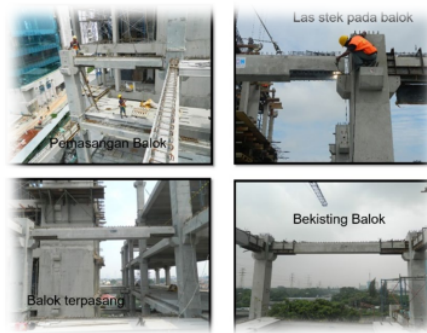 Las stek pada balok
Pemasangan Balok
Balok terpasang
Bekisting Balok